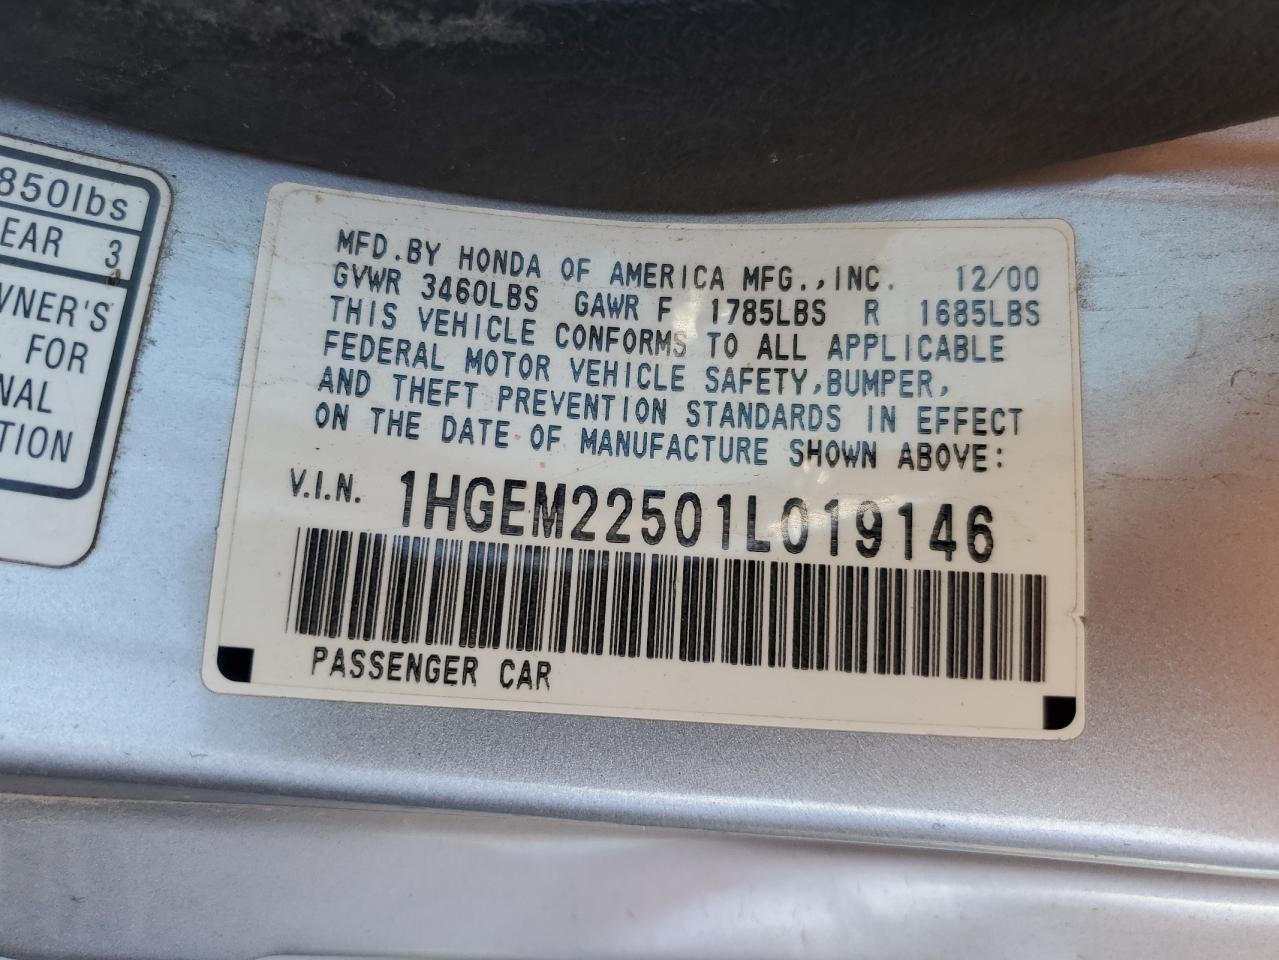 850lbs
EAR 3
WNER'S
FOR
NAL
TION
MFD. BY HONDA OF AMERICA MFG., INC. 12/00
GVWR 3460LBS GAWR F 1785LBS R 1685LBS
THIS VEHICLE CONFORMS TO ALL APPLICABLE
FEDERAL MOTOR VEHICLE SAFETY, BUMPER,
AND THEFT PREVENTION STANDARDS IN EFFECT
ON THE DATE OF MANUFACTURE SHOWN ABOVE:
V.I.N. 1HGEM22501L019146
PASSENGER CAR